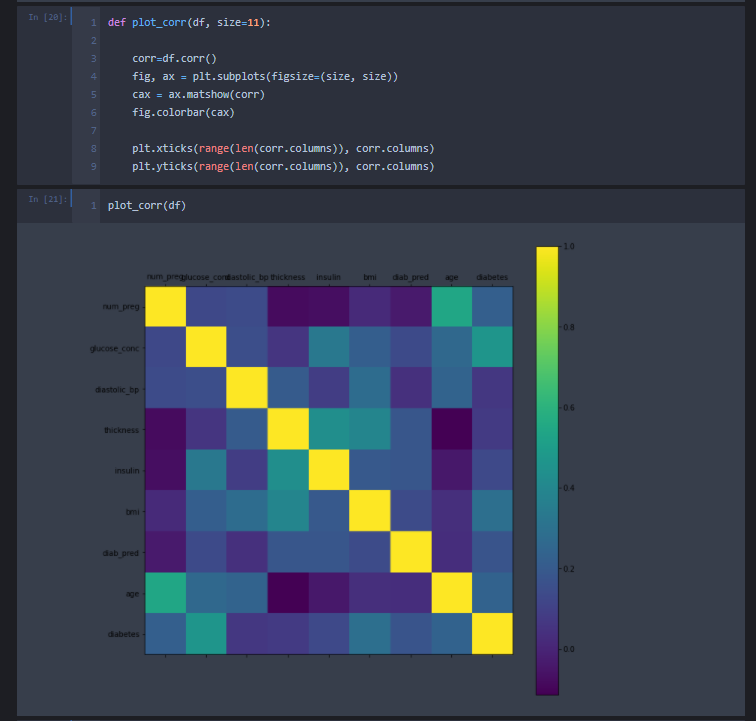 In [20]:
1 def plot_corr(df, size=11):
2
3 corr=df.corr()
4 fig, ax = plt.subplots(figsize=(size, size))
5 cax = ax.matshow(corr)
6 fig.colorbar(cax)
7
8 plt.xticks(range(len(corr.columns)), corr.columns)
9 plt.yticks(range(len(corr.columns)), corr.columns)
In [21]:
1 plot_corr(df)
num_preg glucose_conc diastolic_bp thickness insulin bmi diab_pred age diabetes
num_preg
glucose_conc
diastolic_bp
thickness
insulin
bmi
diab_pred
age
diabetes
1.0
0.8
0.6
0.4
0.2
0.0